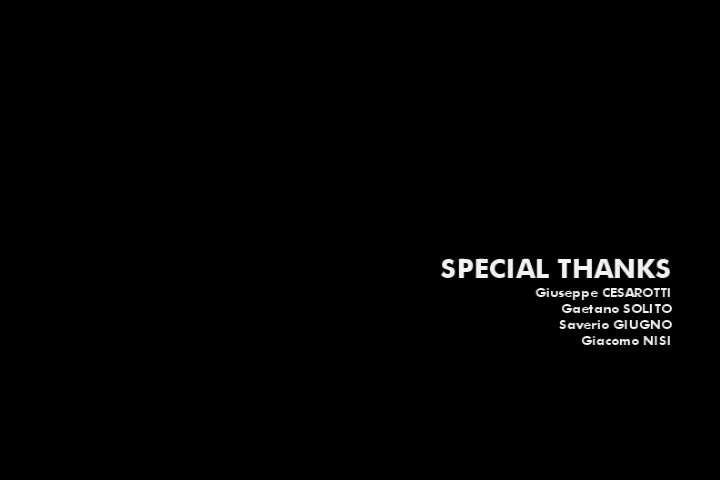 SPECIAL THANKS
Giuseppe CESAROTTI
Gaetano SOLITO
Saverio GIUGNO
Giacomo NISI